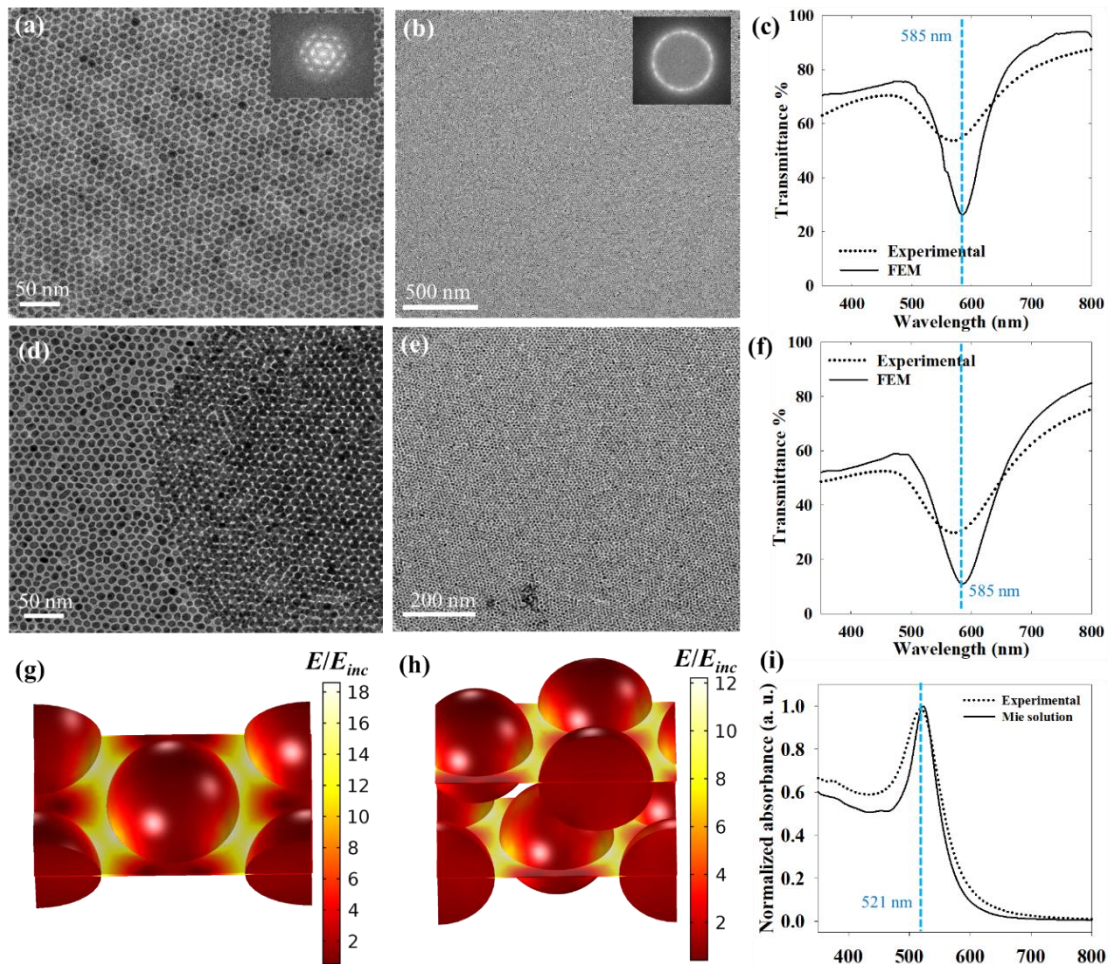 (a)
50 nm
(b)
500 nm
(c)
100
80
60
40
20
0
Transmittance %
585 nm
Experimental
FEM
400 500 600 700 800
Wavelength (nm)
(d)
50 nm
(e)
200 nm
(f)
100
80
60
40
20
0
Transmittance %
Experimental
FEM
585 nm
400 500 600 700 800
Wavelength (nm)
(g)
E/Einc
18
16
14
12
10
8
6
4
2
(h)
E/Einc
12
10
8
6
4
2
(i)
1.0
0.8
0.6
0.4
0.2
0.0
Normalized absorbance (a. u.)
Experimental
Mie solution
521 nm
400 500 600 700 800